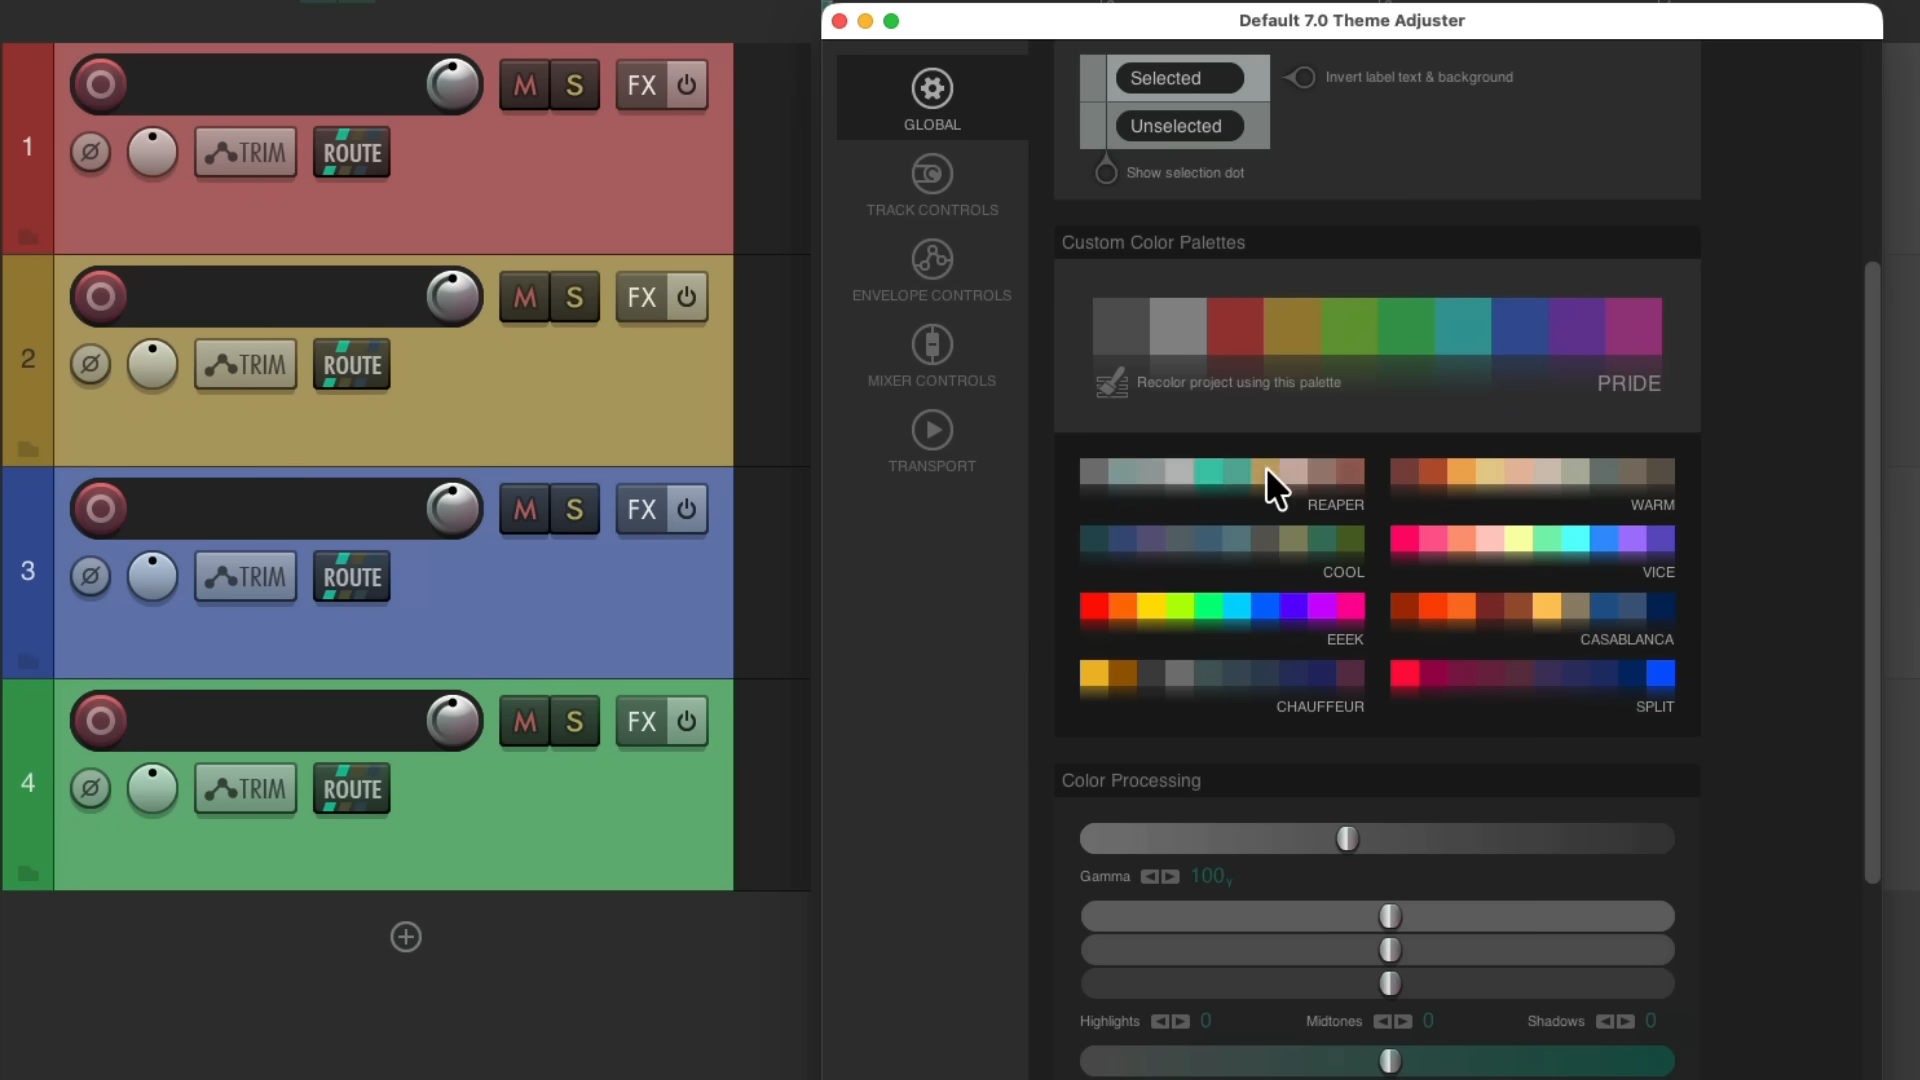 Default 7.0 Theme Adjuster
1
M S FX
TRIM ROUTE
2
M S FX
TRIM ROUTE
3
M S FX
TRIM ROUTE
4
M S FX
TRIM ROUTE
GLOBAL
TRACK CONTROLS
ENVELOPE CONTROLS
MIXER CONTROLS
TRANSPORT
Selected
Invert label text & background
Unselected
Show selection dot
Custom Color Palettes
Recolor project using this palette
PRIDE
REAPER
WARM
COOL
VICE
EEEK
CASABLANCA
CHAUFFEUR
SPLIT
Color Processing
Gamma 100γ
Highlights 0 Midtones 0 Shadows 0